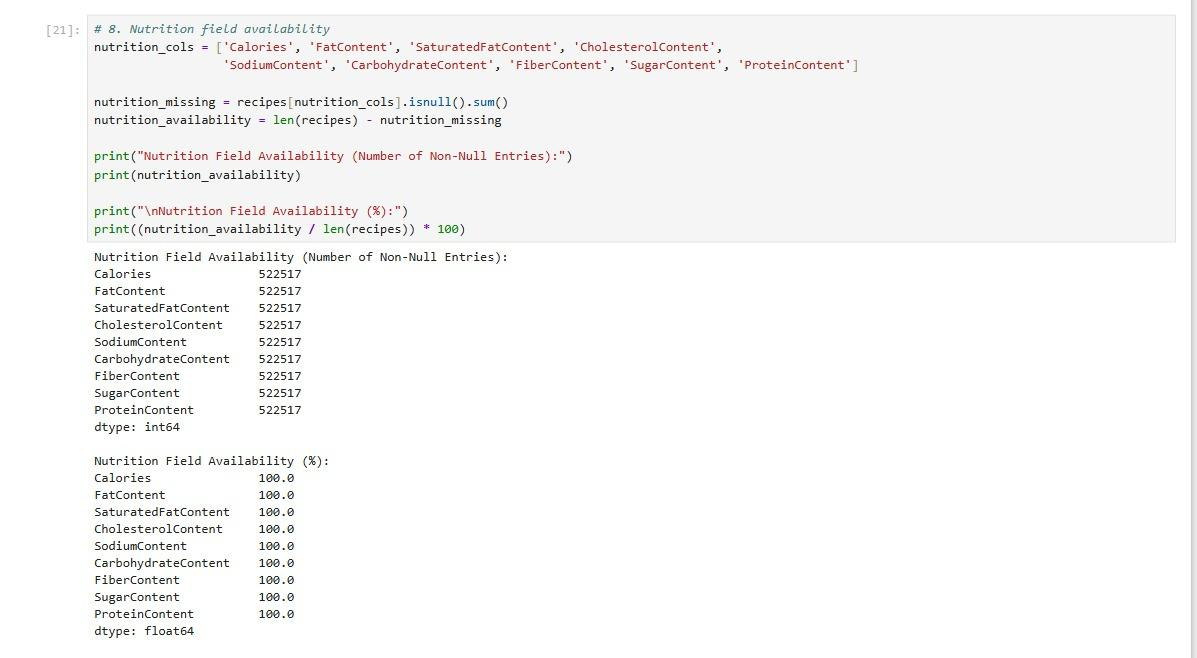 [21]: # 8. Nutrition field availability
nutrition_cols = ['Calories', 'FatContent', 'SaturatedFatContent', 'CholesterolContent',
                  'SodiumContent', 'CarbohydrateContent', 'FiberContent', 'SugarContent', 'ProteinContent']
nutrition_missing = recipes[nutrition_cols].isnull().sum()
nutrition_availability = len(recipes) - nutrition_missing
print("Nutrition Field Availability (Number of Non-Null Entries):")
print(nutrition_availability)
print("\nNutrition Field Availability (%):")
print((nutrition_availability / len(recipes)) * 100)
Nutrition Field Availability (Number of Non-Null Entries):
Calories               522517
FatContent             522517
SaturatedFatContent    522517
CholesterolContent     522517
SodiumContent          522517
CarbohydrateContent    522517
FiberContent           522517
SugarContent           522517
ProteinContent         522517
dtype: int64
Nutrition Field Availability (%):
Calories               100.0
FatContent             100.0
SaturatedFatContent    100.0
CholesterolContent     100.0
SodiumContent          100.0
CarbohydrateContent    100.0
FiberContent           100.0
SugarContent           100.0
ProteinContent         100.0
dtype: float64